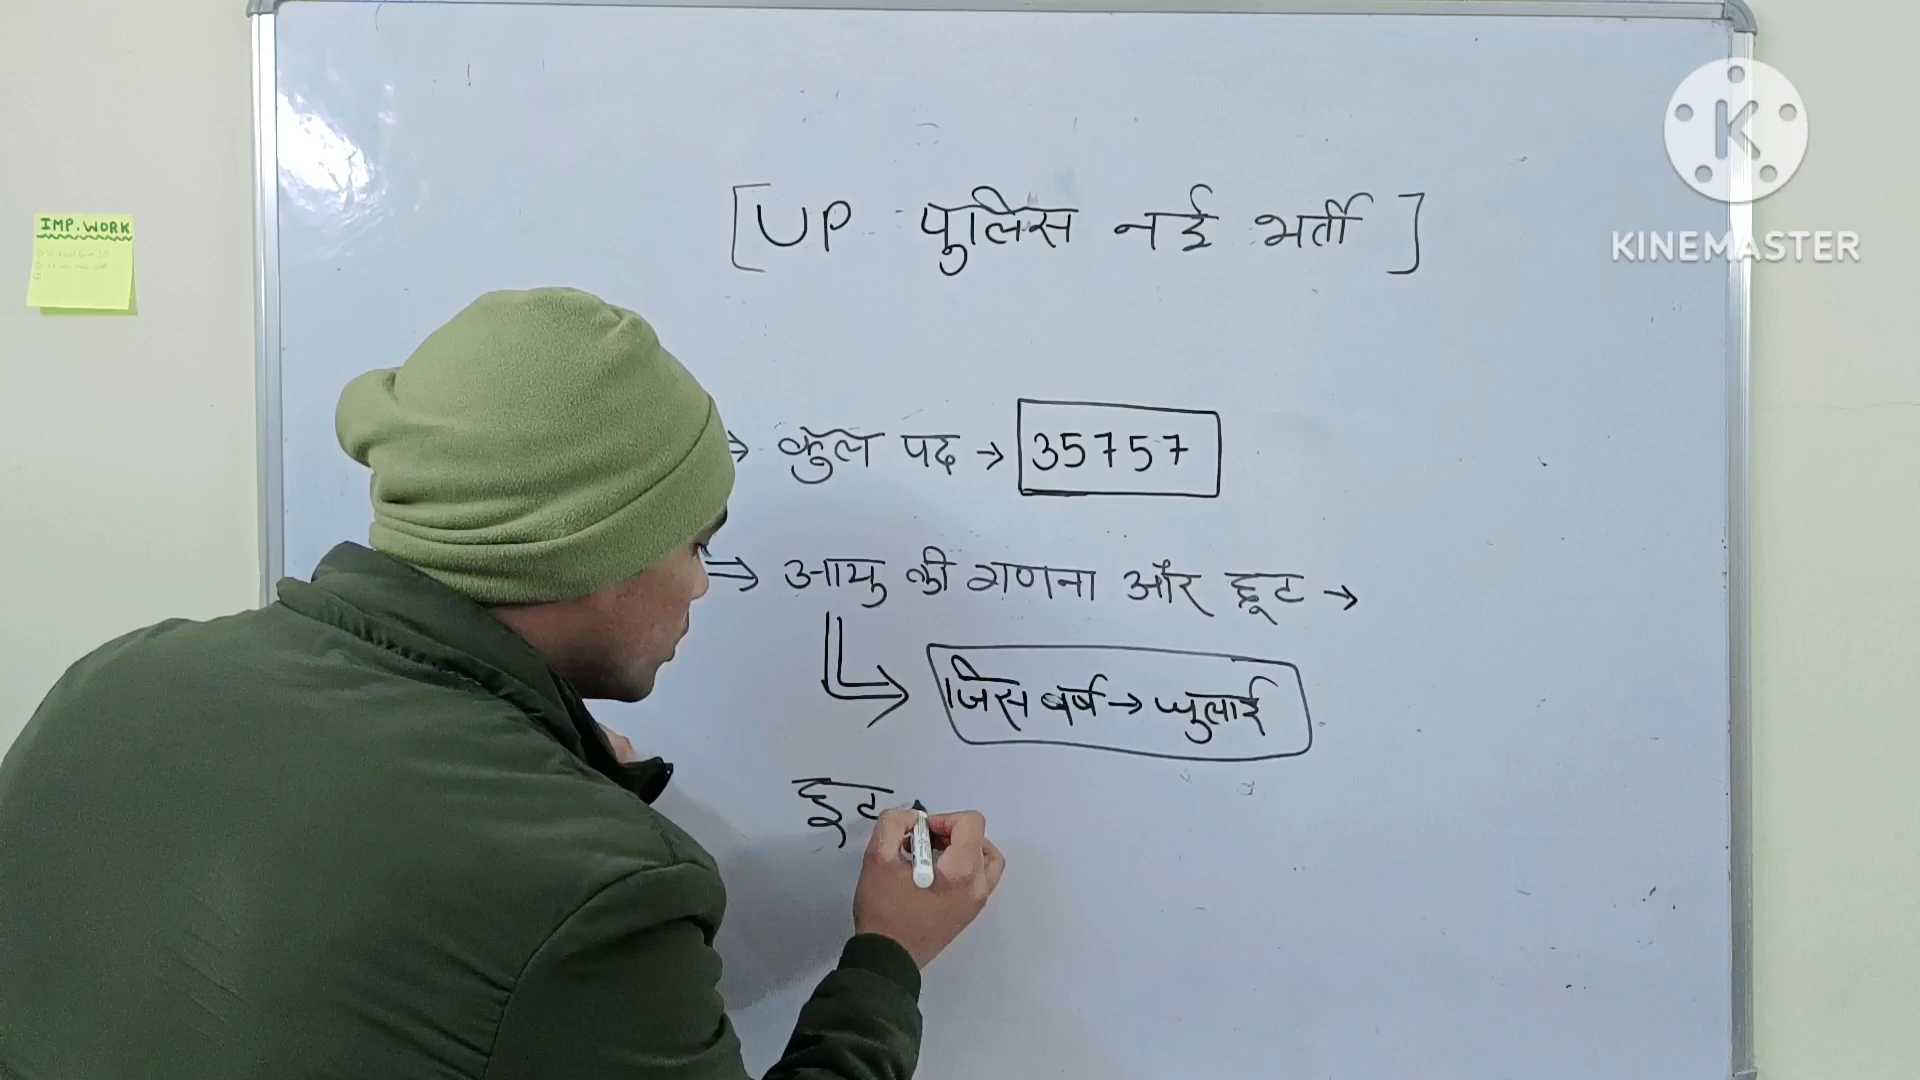 IMP. WORK
KINEMASTER
[UP पुलिस नई भर्ती]
⇒ कुल पद → 35757
⇒ आयु की गणना और छूट →
जिस वर्ष → जुलाई
छूट